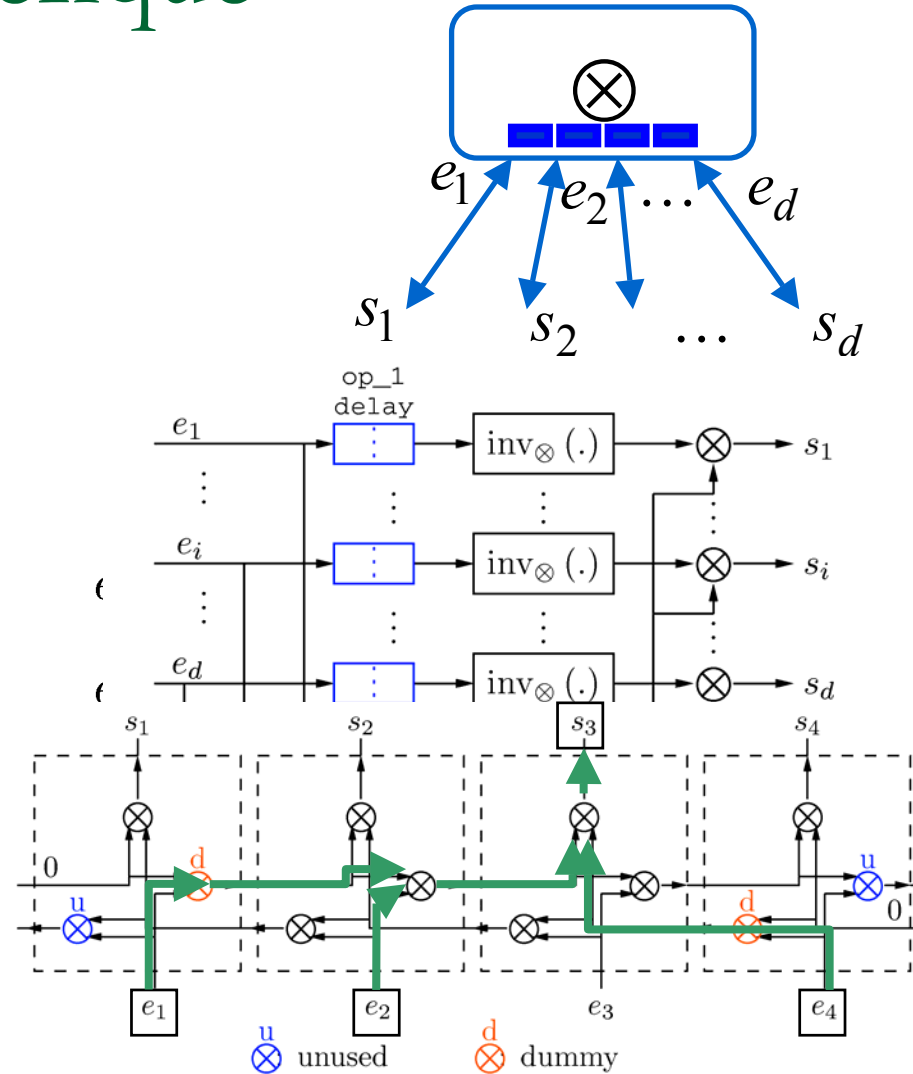 e1 e2 … ed
s1 s2 … sd
op_1
delay
e1 inv⊗ (.) s1
ei inv⊗ (.) si
ed inv⊗ (.) sd
s1 s2 s3 s4
0 d u
u d 0
e1 e2 e3 e4
u d
unused dummy